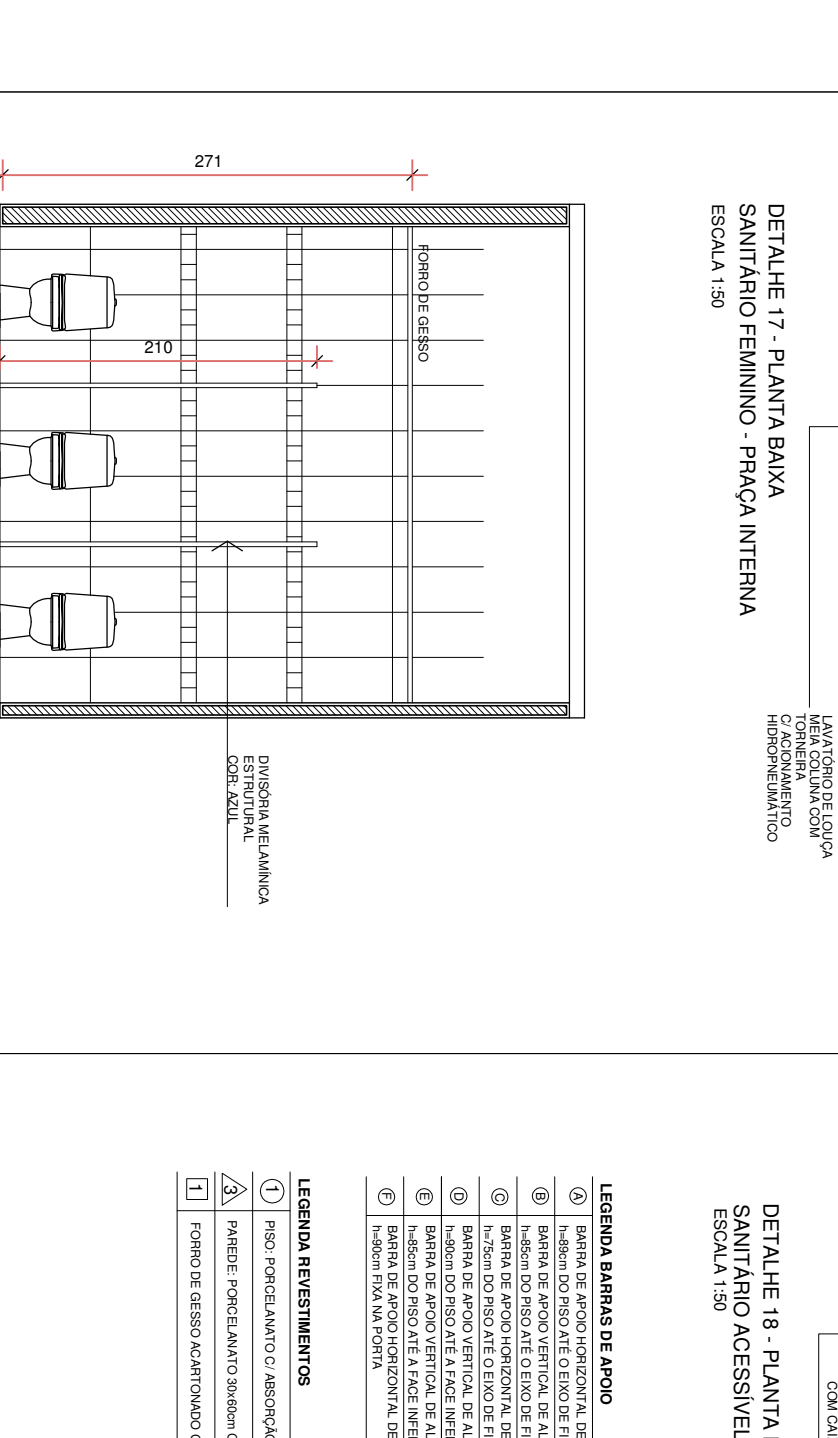 LAVATÓRIO DE LOUÇA
MEIA COLUNA COM
TORNEIRA
C/ ACIONAMENTO
HIDROPNEUMÁTICO
DETALHE 17 - PLANTA BAIXA
SANITÁRIO FEMININO - PRAÇA INTERNA
ESCALA 1:50
271
FORRO DE GESSO
210
DIVISÓRIA MELAMÍNICA
ESTRUTURAL
COR: AZUL
DETALHE 18 - PLANTA
SANITÁRIO ACESSÍVEL
ESCALA 1:50
LEGENDA BARRAS DE APOIO
A BARRA DE APOIO HORIZONTAL DE
h=89cm DO PISO ATÉ O EIXO DE FI
B BARRA DE APOIO VERTICAL DE AL
h=85cm DO PISO ATÉ O EIXO DE FI
C BARRA DE APOIO HORIZONTAL DE
h=75cm DO PISO ATÉ O EIXO DE FI
D BARRA DE APOIO VERTICAL DE AL
h=90cm DO PISO ATÉ A FACE INFE
E BARRA DE APOIO VERTICAL DE AL
h=85cm DO PISO ATÉ A FACE INFE
F BARRA DE APOIO HORIZONTAL DE
h=90cm FIXA NA PORTA
LEGENDA REVESTIMENTOS
1 PISO: PORCELANATO C/ ABSORÇÃO
3 PAREDE: PORCELANATO 30x60cm
1 FORRO DE GESSO ACARTONADO